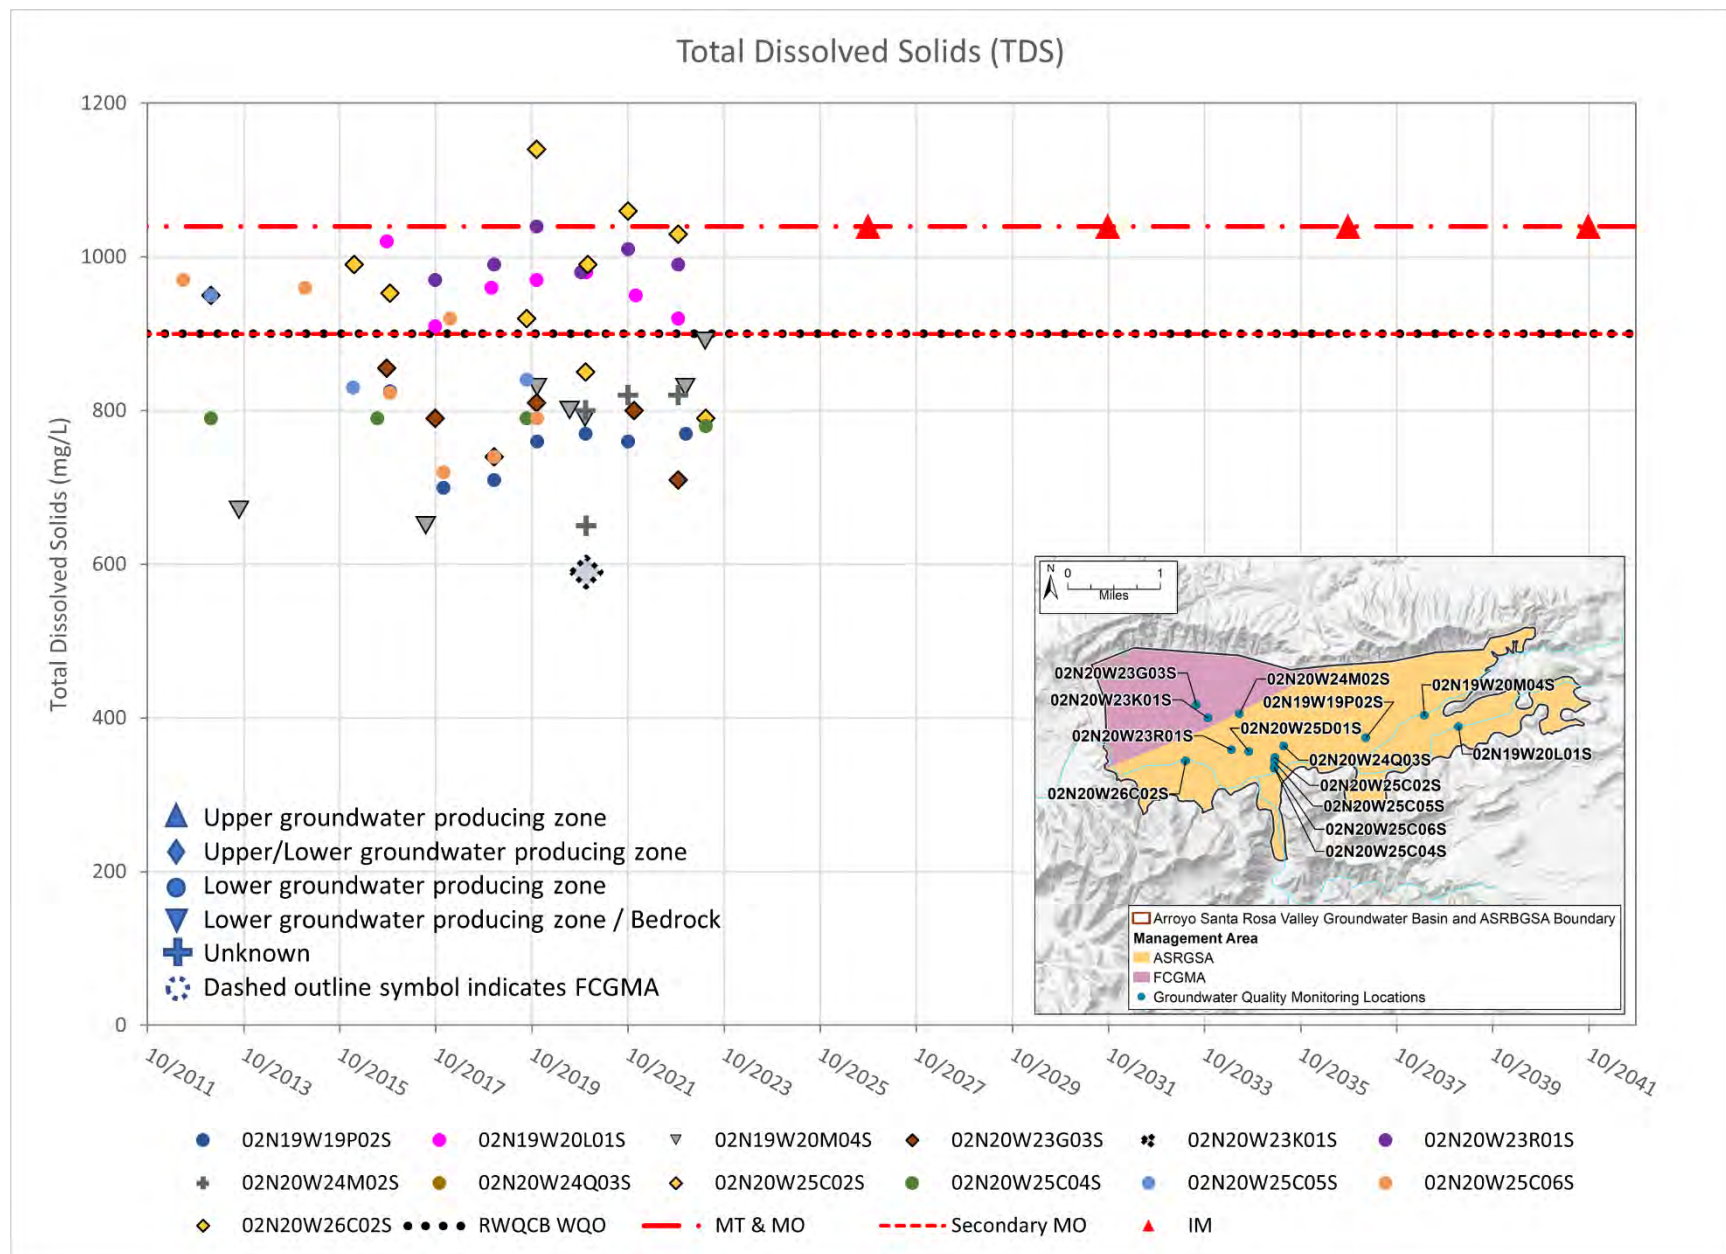 Total Dissolved Solids (TDS)
Total Dissolved Solids (mg/L)
1200
1000
800
600
400
200
0
10/2011
10/2013
10/2015
10/2017
10/2019
10/2021
10/2023
10/2025
10/2027
10/2029
10/2031
10/2033
10/2035
10/2037
10/2039
10/2041
Upper groundwater producing zone
Upper/Lower groundwater producing zone
Lower groundwater producing zone
Lower groundwater producing zone / Bedrock
Unknown
Dashed outline symbol indicates FCGMA
N
0 1
Miles
02N20W23G03S
02N20W24M02S
02N19W20M04S
02N20W23K01S
02N19W19P02S
02N20W25D01S
02N20W23R01S
02N19W20L01S
02N20W24Q03S
02N20W25C02S
02N20W26C02S
02N20W25C05S
02N20W25C06S
02N20W25C04S
Arroyo Santa Rosa Valley Groundwater Basin and ASRBGSA Boundary
Management Area
ASRGSA
FCGMA
Groundwater Quality Monitoring Locations
02N19W19P02S 02N19W20L01S 02N19W20M04S 02N20W23G03S 02N20W23K01S 02N20W23R01S
02N20W24M02S 02N20W24Q03S 02N20W25C02S 02N20W25C04S 02N20W25C05S 02N20W25C06S
02N20W26C02S RWQCB WQO MT & MO Secondary MO IM